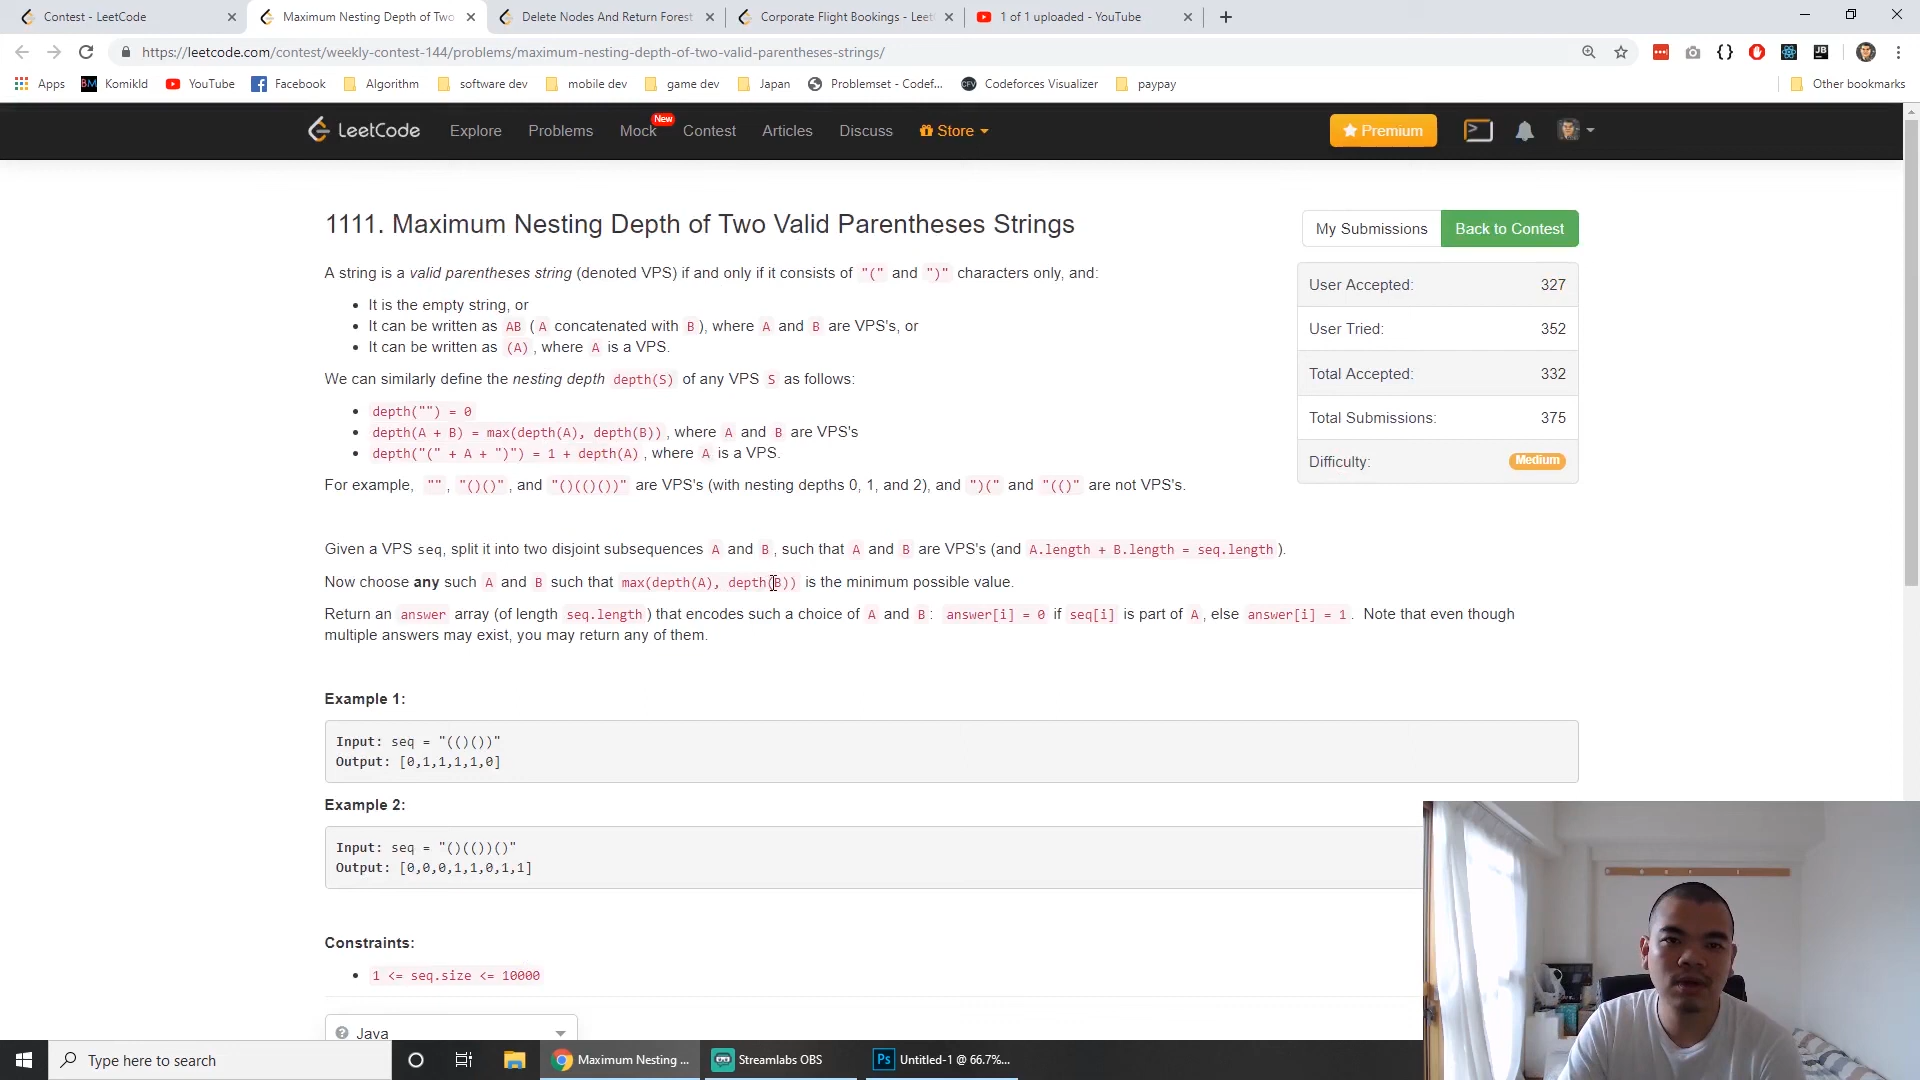 Contest - LeetCode
Maximum Nesting Depth of Two
Delete Nodes And Return Forest
Corporate Flight Bookings - Leet
1 of 1 uploaded - YouTube
https://leetcode.com/contest/weekly-contest-144/problems/maximum-nesting-depth-of-two-valid-parentheses-strings/
Apps
BM Komikld
YouTube
Facebook
Algorithm
software dev
mobile dev
game dev
Japan
Problemset - Codef...
Codeforces Visualizer
paypay
Other bookmarks
LeetCode
Explore
Problems
Mock New
Contest
Articles
Discuss
Store
Premium
1111. Maximum Nesting Depth of Two Valid Parentheses Strings
My Submissions
Back to Contest
A string is a valid parentheses string (denoted VPS) if and only if it consists of "(" and ")" characters only, and:
• It is the empty string, or
• It can be written as AB (A concatenated with B), where A and B are VPS's, or
• It can be written as (A), where A is a VPS.
We can similarly define the nesting depth depth(S) of any VPS S as follows:
• depth("") = 0
• depth(A + B) = max(depth(A), depth(B)), where A and B are VPS's
• depth("(" + A + ")") = 1 + depth(A), where A is a VPS.
For example, "", "()()", and "()(()())" are VPS's (with nesting depths 0, 1, and 2), and ")(" and "(()" are not VPS's.
Given a VPS seq, split it into two disjoint subsequences A and B, such that A and B are VPS's (and A.length + B.length = seq.length).
Now choose any such A and B such that max(depth(A), depth(B)) is the minimum possible value.
Return an answer array (of length seq.length) that encodes such a choice of A and B: answer[i] = 0 if seq[i] is part of A, else answer[i] = 1. Note that even though
multiple answers may exist, you may return any of them.
User Accepted: 327
User Tried: 352
Total Accepted: 332
Total Submissions: 375
Difficulty: Medium
Example 1:
Input: seq = "(()())"
Output: [0,1,1,1,1,0]
Example 2:
Input: seq = "()(())()"
Output: [0,0,0,1,1,0,1,1]
Constraints:
• 1 <= seq.size <= 10000
Java
Type here to search
Maximum Nesting ...
Streamlabs OBS
Ps Untitled-1 @ 66.7%...